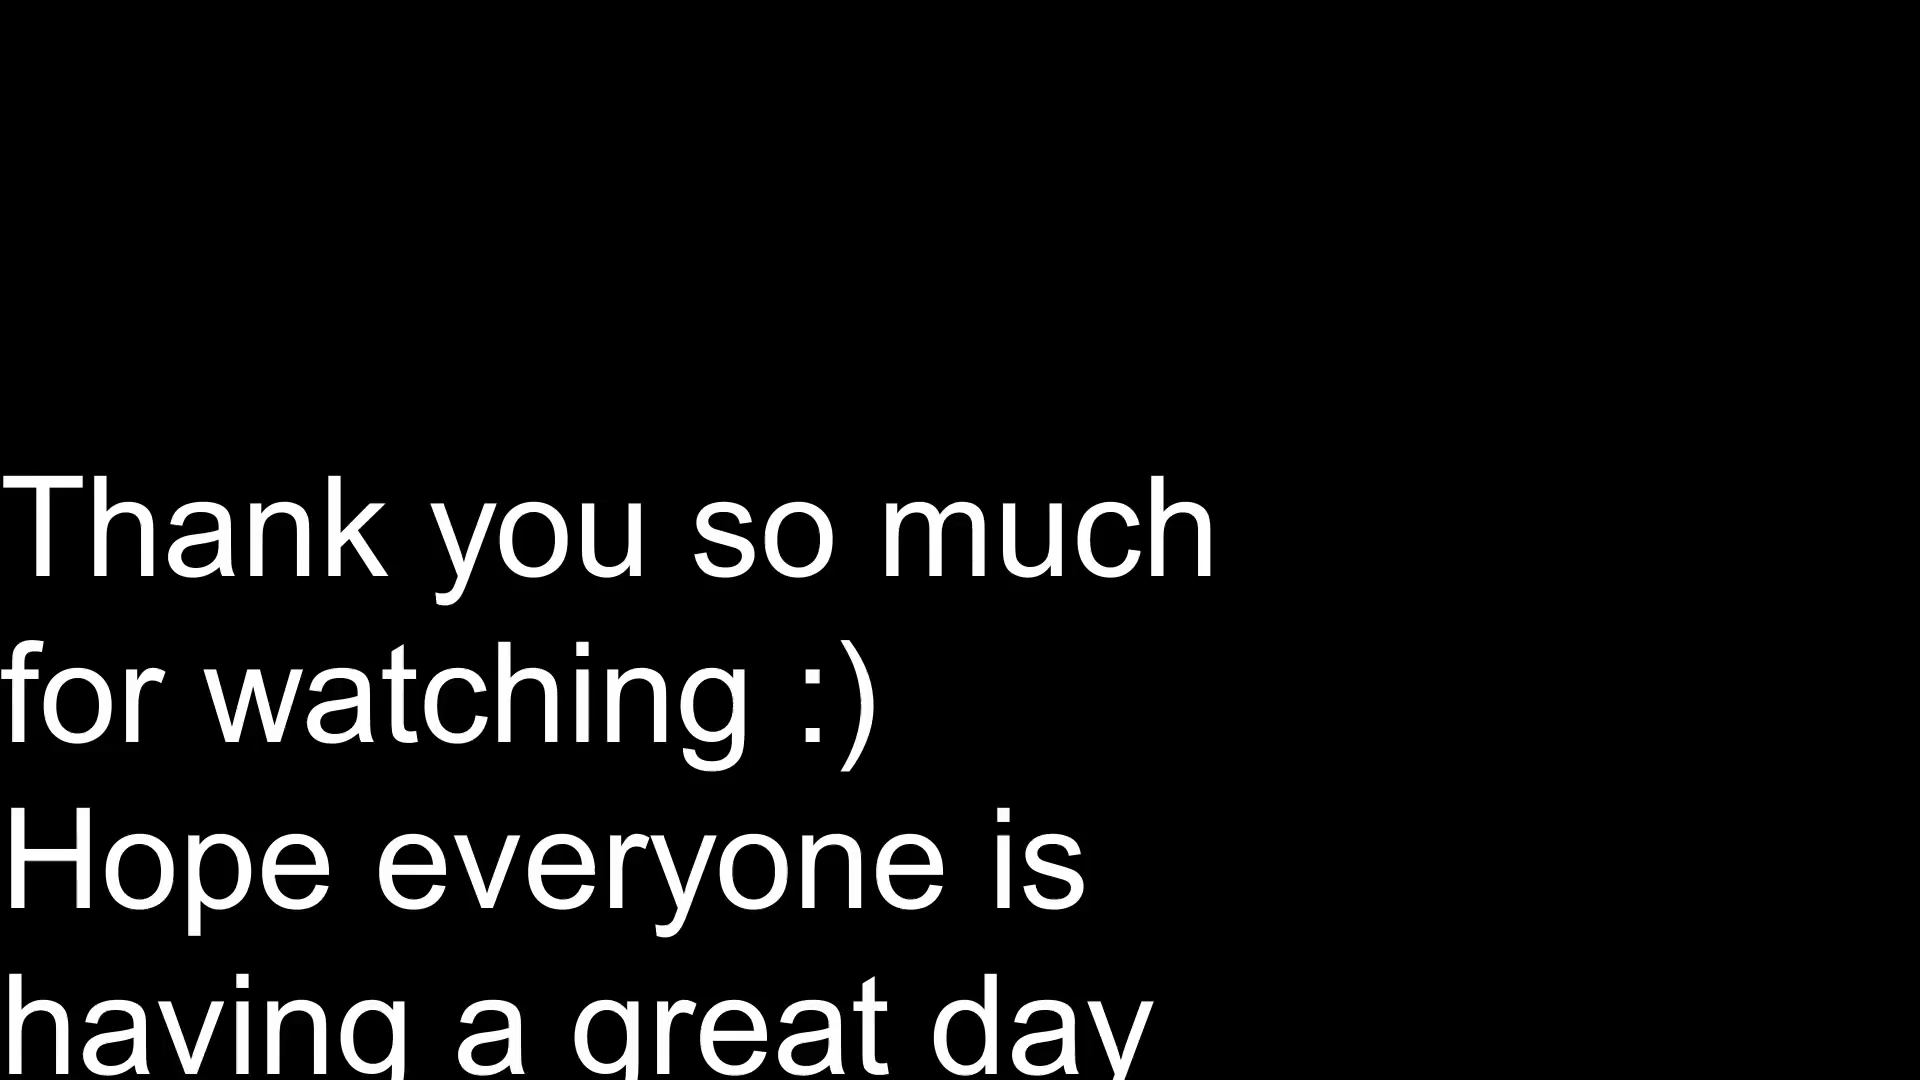 Thank you so much
for watching :)
Hope everyone is
having a great day